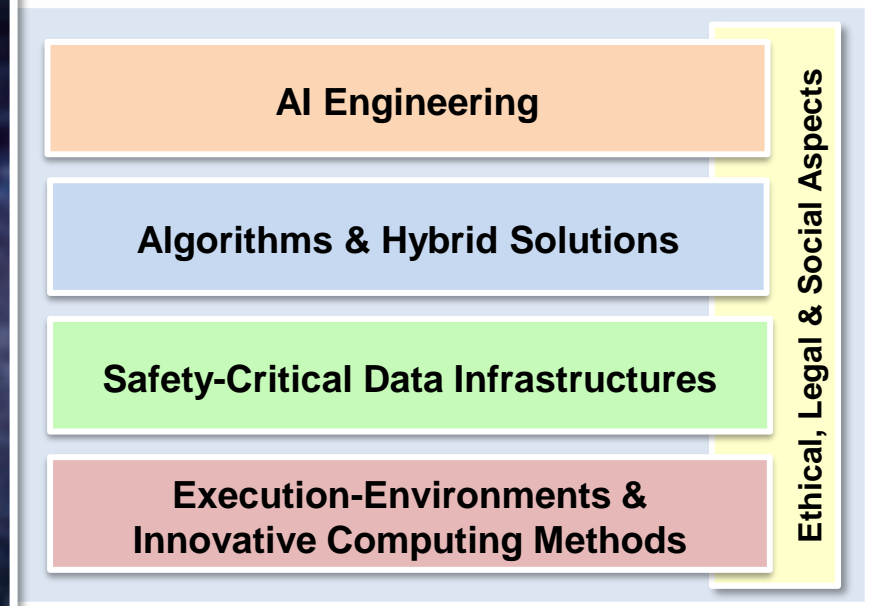 AI Engineering
Algorithms & Hybrid Solutions
Safety-Critical Data Infrastructures
Execution-Environments &
Innovative Computing Methods
Ethical, Legal & Social Aspects